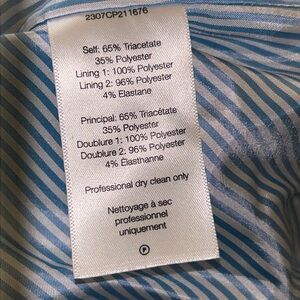 2307CP211676
Self: 65% Triacetate
35% Polyester
Lining 1: 100% Polyester
Lining 2: 96% Polyester
4% Elastane
Principal: 65% Triacétate
35% Polyester
Doublure 1: 100% Polyester
Doublure 2: 96% Polyester
4% Élasthanne
Professional dry clean only
Nettoyage à sec
professionnel
uniquement
P